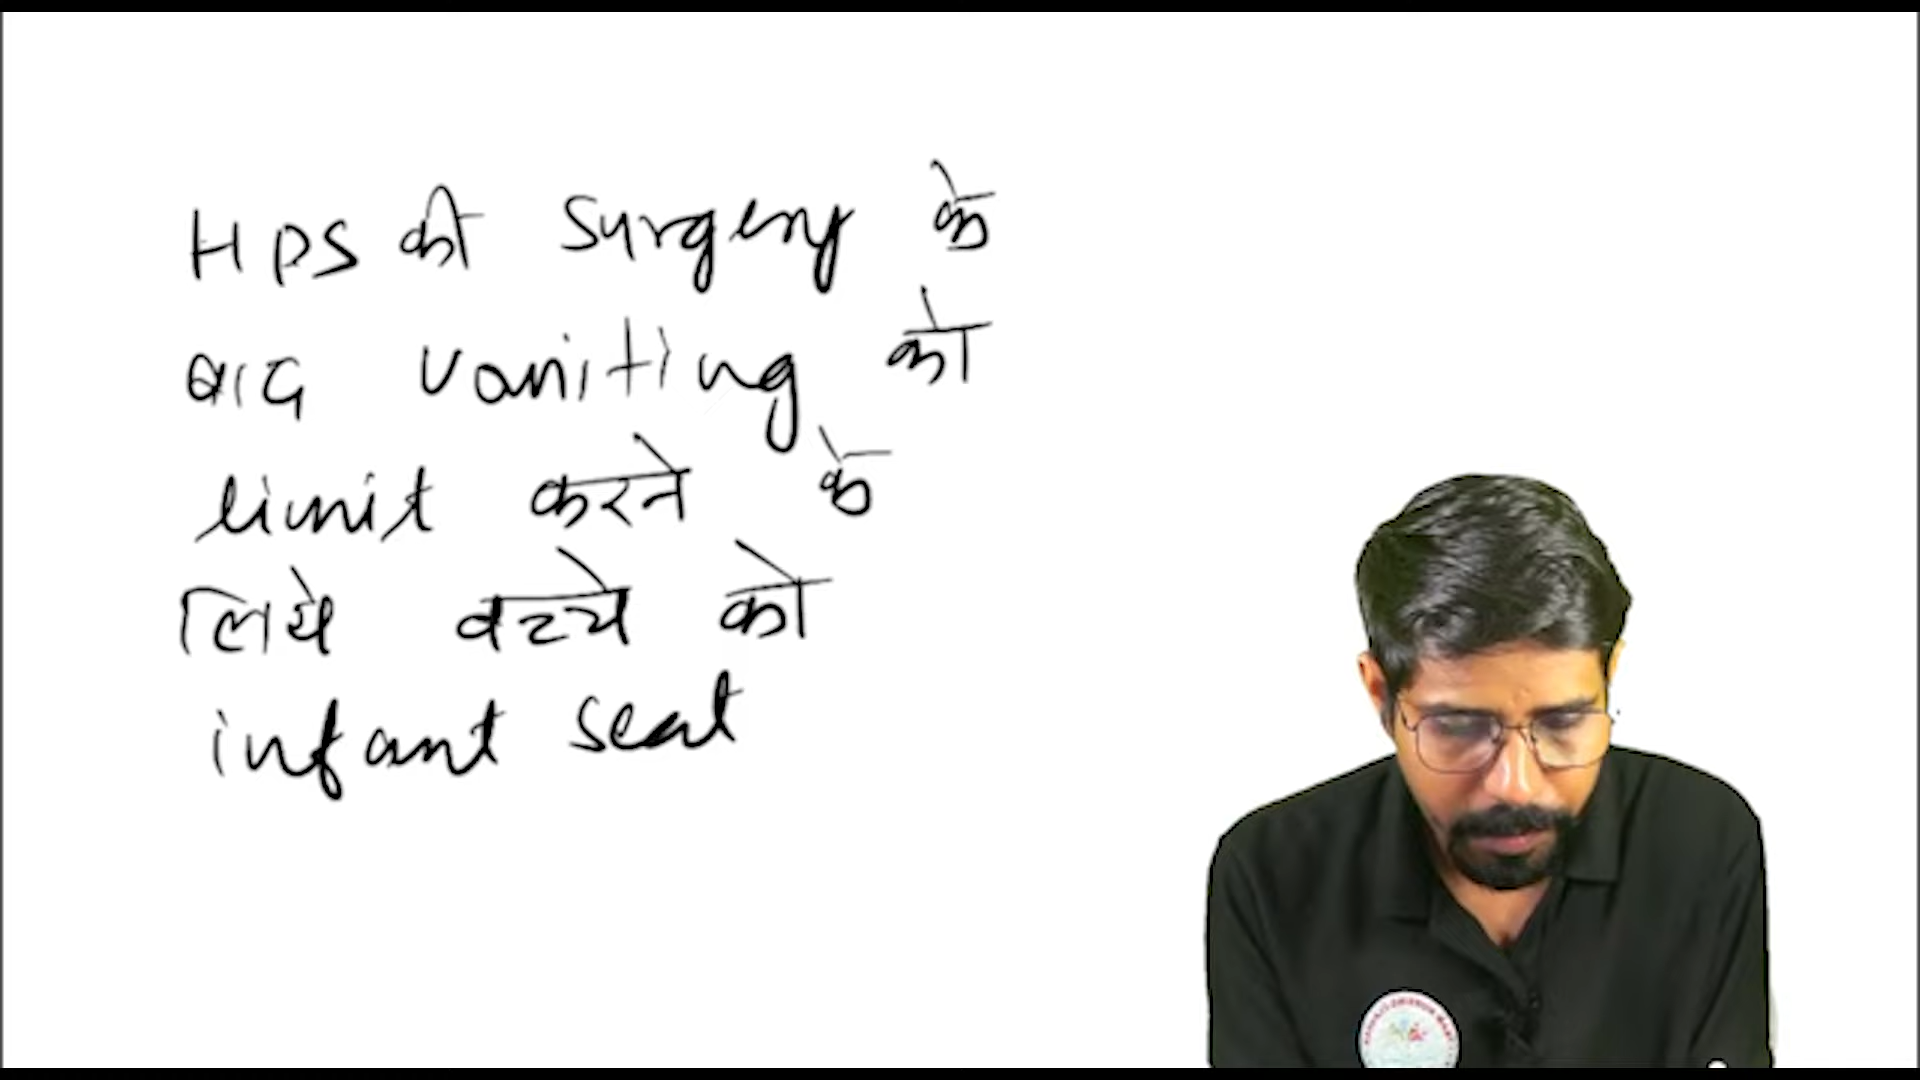 HPS की surgery के
बाद vomiting को
limit करने के
लिये बच्चे को
infant seat